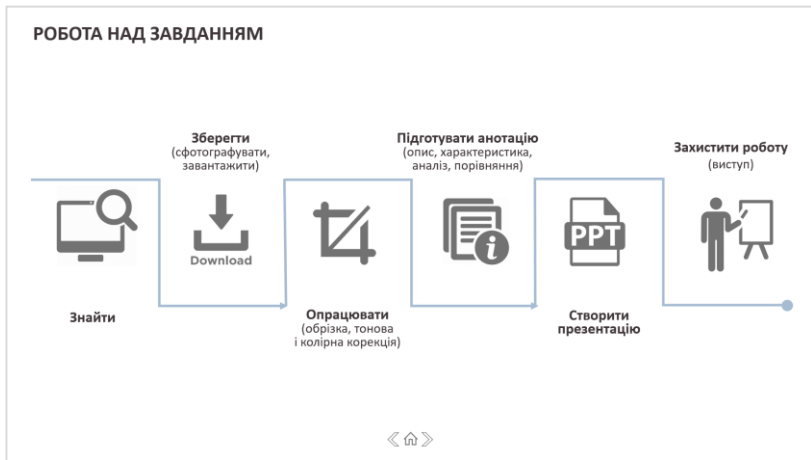 РОБОТА НАД ЗАВДАННЯМ
Знайти
Зберегти
(сфотографувати,
завантажити)
Download
Опрацювати
(обрізка, тонова
і колірна корекція)
Підготувати анотацію
(опис, характеристика,
аналіз, порівняння)
i
PPT
Створити
презентацію
Захистити роботу
(виступ)